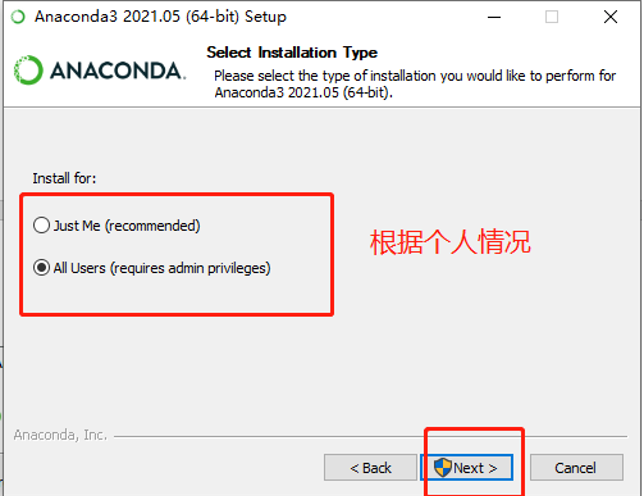 Anaconda3 2021.05 (64-bit) Setup
Select Installation Type
Please select the type of installation you would like to perform for
Anaconda3 2021.05 (64-bit).
ANACONDA.
Install for:
Just Me (recommended)
All Users (requires admin privileges)
根据个人情况
Anaconda, Inc.
< Back
Next >
Cancel